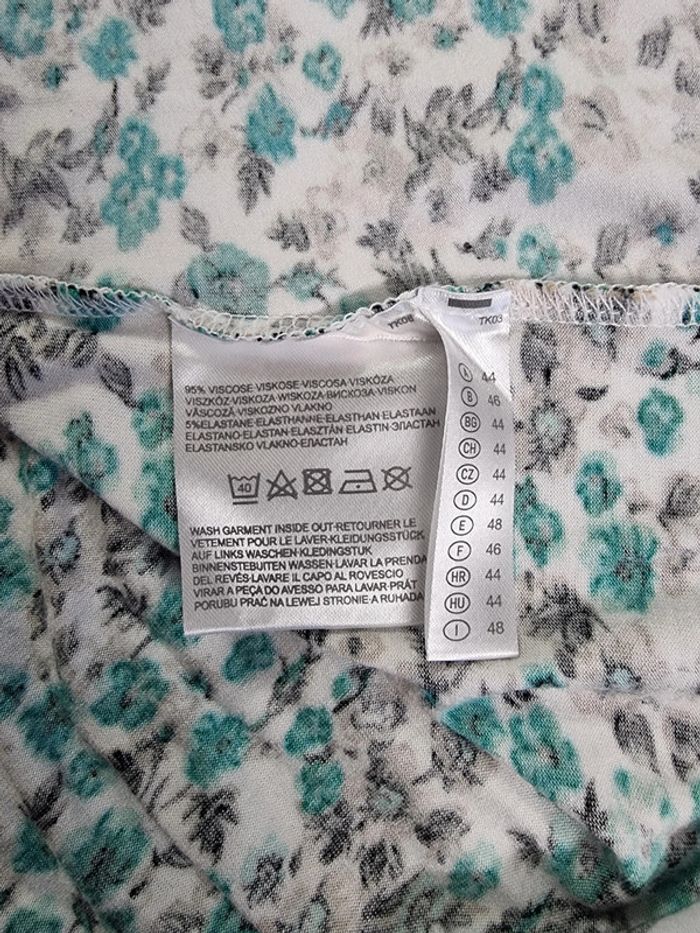 TK08
TK03
95% VISCOSE·VISKOSE·VISCOSA·VISKÓZA
VISZKÓZ·VISKOZA·WISKOZA·ВИСКОЗА·VISKON
VÂSCOZĂ·VISKOZNO VLAKNO
5%ELASTANE·ELASTHANNE·ELASTHAN·ELASTAAN
ELASTANO·ELASTAN·ELASZTÁN·ELASTIN·ЭЛАСТАН
ELASTANSKO VLAKNO·ЕЛАСТАН
40
WASH GARMENT INSIDE OUT·RETOURNER LE
VETEMENT POUR LE LAVER·KLEIDUNGSSTÜCK
AUF LINKS WASCHEN·KLEDINGSTUK
BINNENSTEBUITEN WASSEN·LAVAR LA PRENDA
DEL REVÉS·LAVARE IL CAPO AL ROVESCIO
VIRAR A PEÇA DO AVESSO PARA LAVAR·PRÁT
PORUBU PRAĆ NA LEWEJ STRONIE·A RUHADA
A 44
B 46
BG 44
CH 44
CZ 44
D 44
E 48
F 46
HR 44
HU 44
I 48